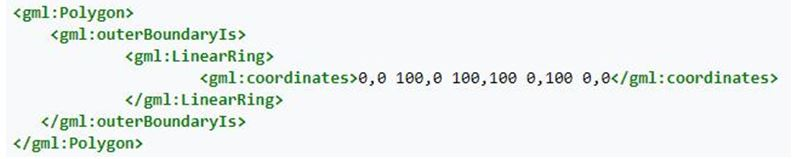 <gml:Polygon>
<gml:outerBoundaryIs>
<gml:LinearRing>
<gml:coordinates>0,0 100,0 100,100 0,100 0,0</gml:coordinates>
</gml:LinearRing>
</gml:outerBoundaryIs>
</gml:Polygon>